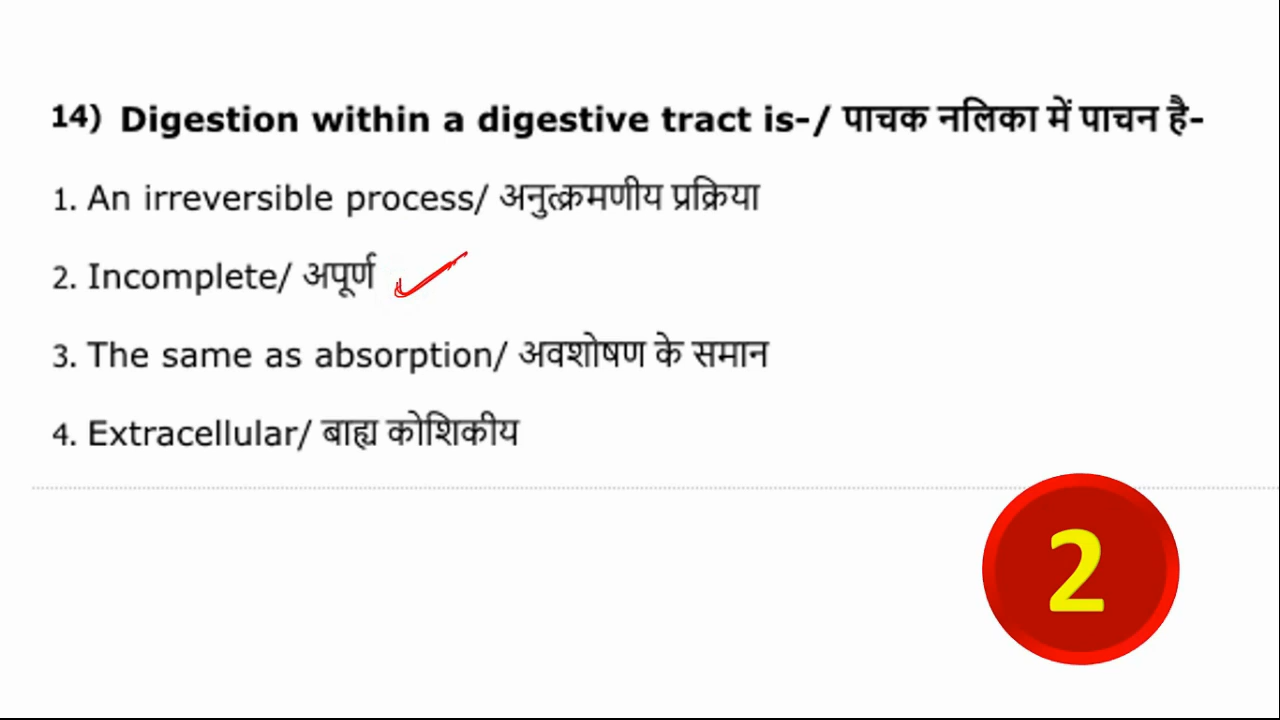 14) Digestion within a digestive tract is-/ पाचक नलिका में पाचन है-
1. An irreversible process/ अनुत्क्रमणीय प्रक्रिया
2. Incomplete/ अपूर्ण
3. The same as absorption/ अवशोषण के समान
4. Extracellular/ बाह्य कोशिकीय
2